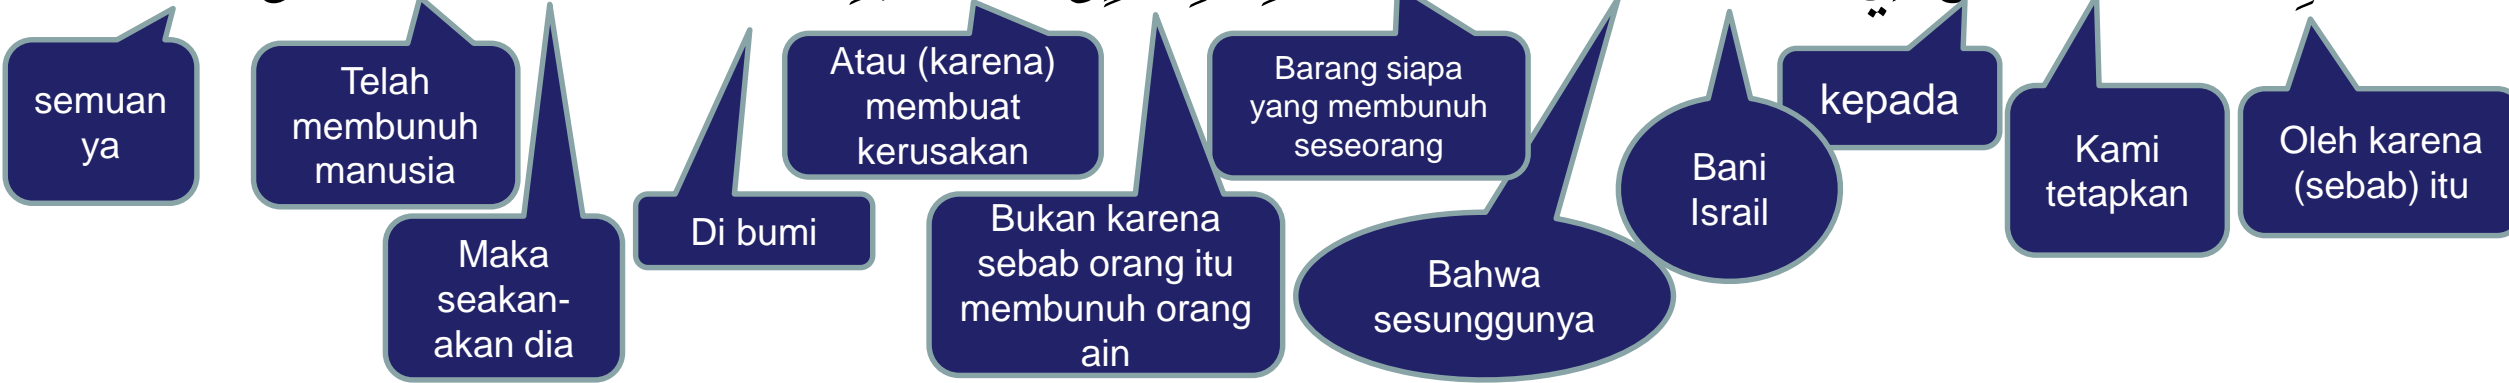 semuan
ya
Telah
membunuh
manusia
Maka
seakan-
akan dia
Di bumi
Atau (karena)
membuat
kerusakan
Bukan karena
sebab orang itu
membunuh orang
ain
Barang siapa
yang membunuh
seseorang
Bahwa
sesunggunya
Bani
Israil
kepada
Kami
tetapkan
Oleh karena
(sebab) itu